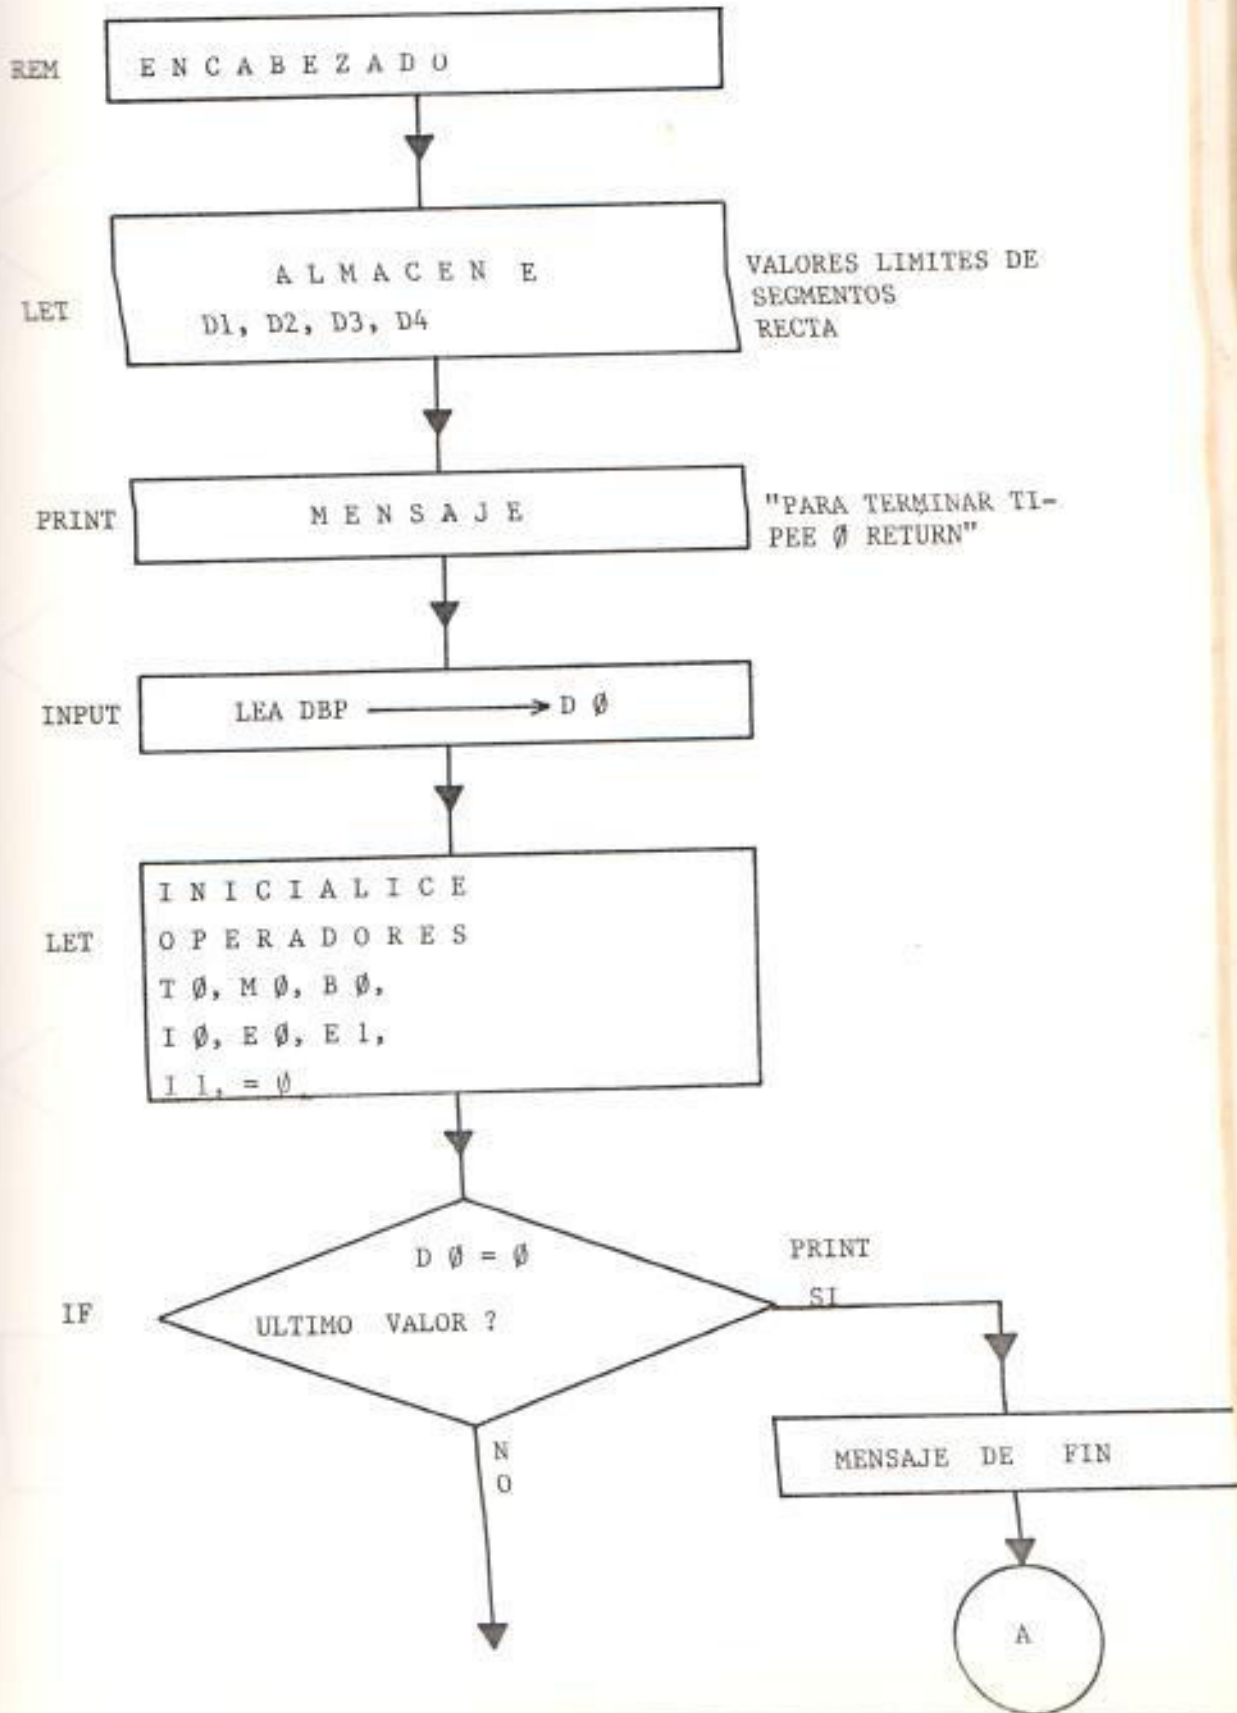 REM
E N C A B E Z A D O
LET
A L M A C E N E
D1, D2, D3, D4
VALORES LIMITES DE
SEGMENTOS
RECTA
PRINT
M E N S A J E
"PARA TERMINAR TI-
PEE Ø RETURN"
INPUT
LEA DBP → D Ø
LET
I N I C I A L I C E
O P E R A D O R E S
T Ø, M Ø, B Ø,
I Ø, E Ø, E 1,
I 1, = Ø
IF
D Ø = Ø
ULTIMO VALOR ?
PRINT
SI
N
O
MENSAJE DE FIN
A